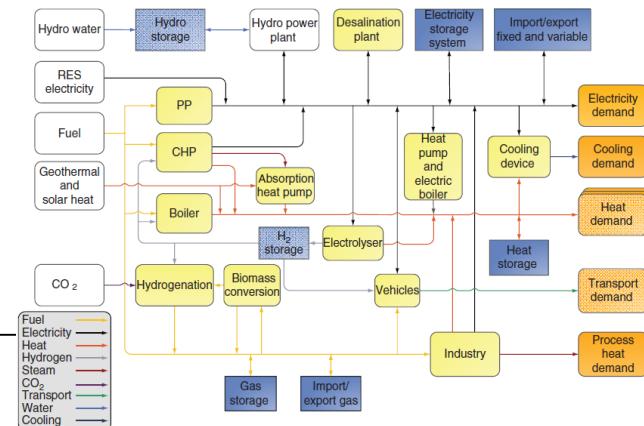 Hydro water
Hydro
storage
Hydro power
plant
Desalination
plant
Electricity
storage
system
Import/export
fixed and variable
RES
electricity
PP
Electricity
demand
Fuel
CHP
Heat
pump
and
electric
boiler
Cooling
device
Cooling
demand
Geothermal
and
solar heat
Absorption
heat pump
Boiler
Heat
demand
H2
storage
Electrolyser
Heat
storage
CO2
Hydrogenation
Biomass
conversion
Vehicles
Transport
demand
Fuel
Electricity
Heat
Hydrogen
Steam
CO2
Transport
Water
Cooling
Industry
Process
heat
demand
Gas
storage
Import/
export gas